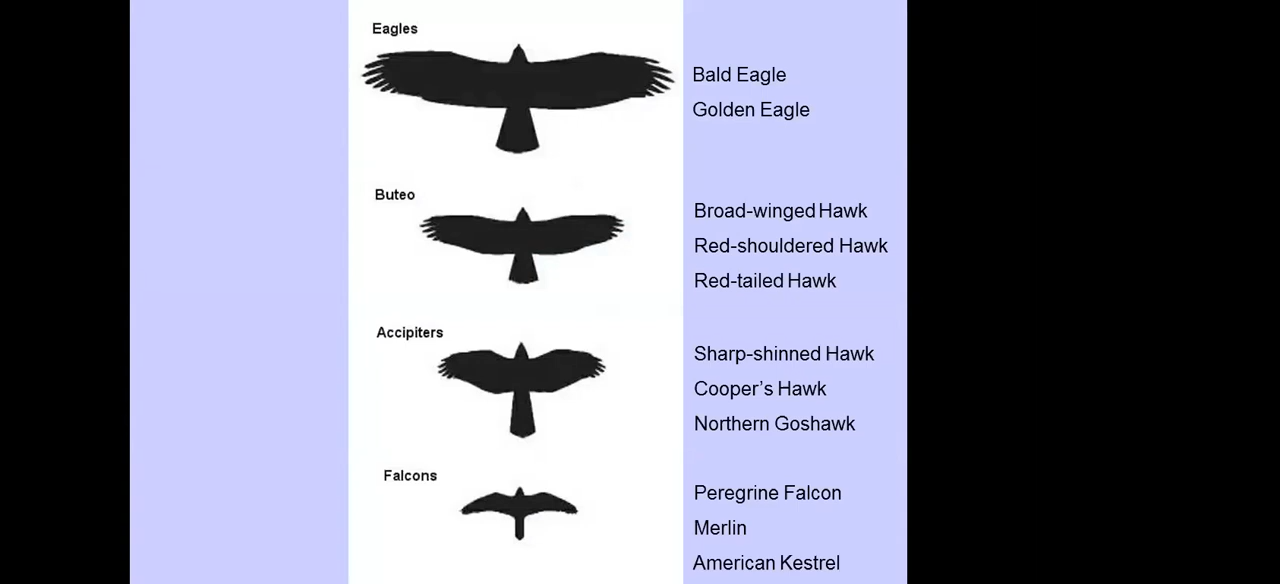 Eagles
Bald Eagle
Golden Eagle
Buteo
Broad-winged Hawk
Red-shouldered Hawk
Red-tailed Hawk
Accipiters
Sharp-shinned Hawk
Cooper’s Hawk
Northern Goshawk
Falcons
Peregrine Falcon
Merlin
American Kestrel